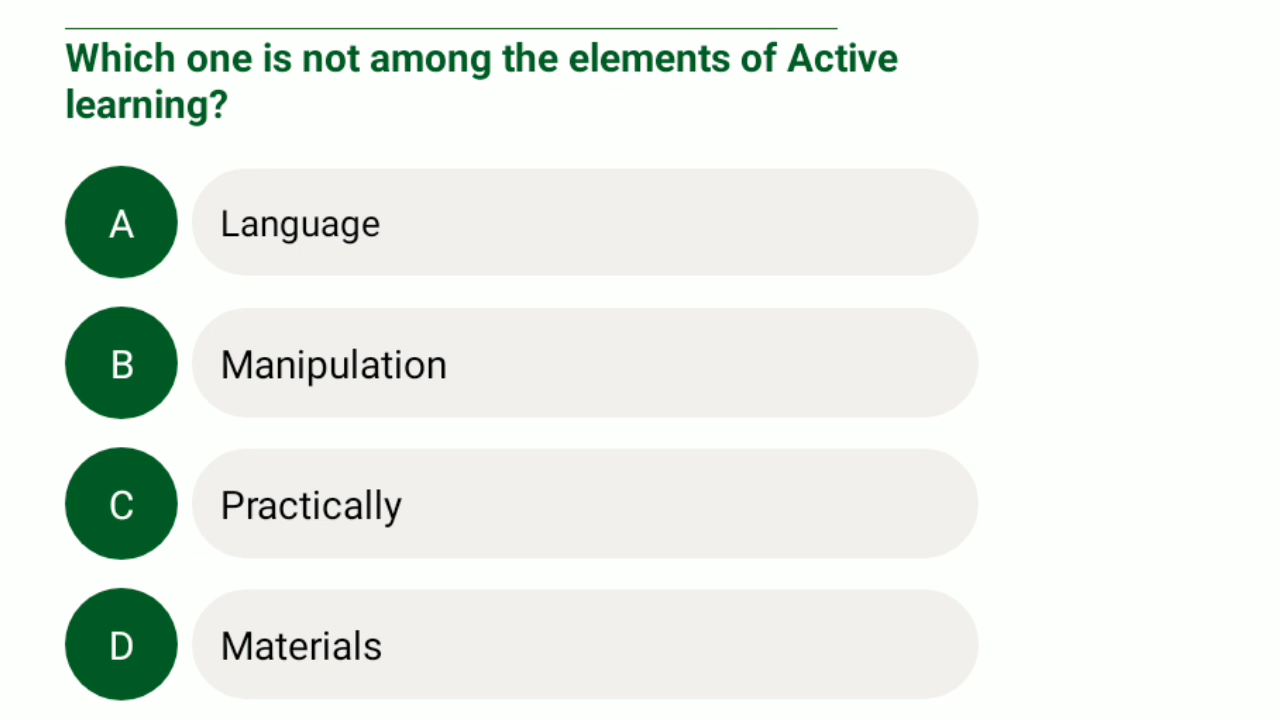 Which one is not among the elements of Active
learning?
A Language
B Manipulation
C Practically
D Materials